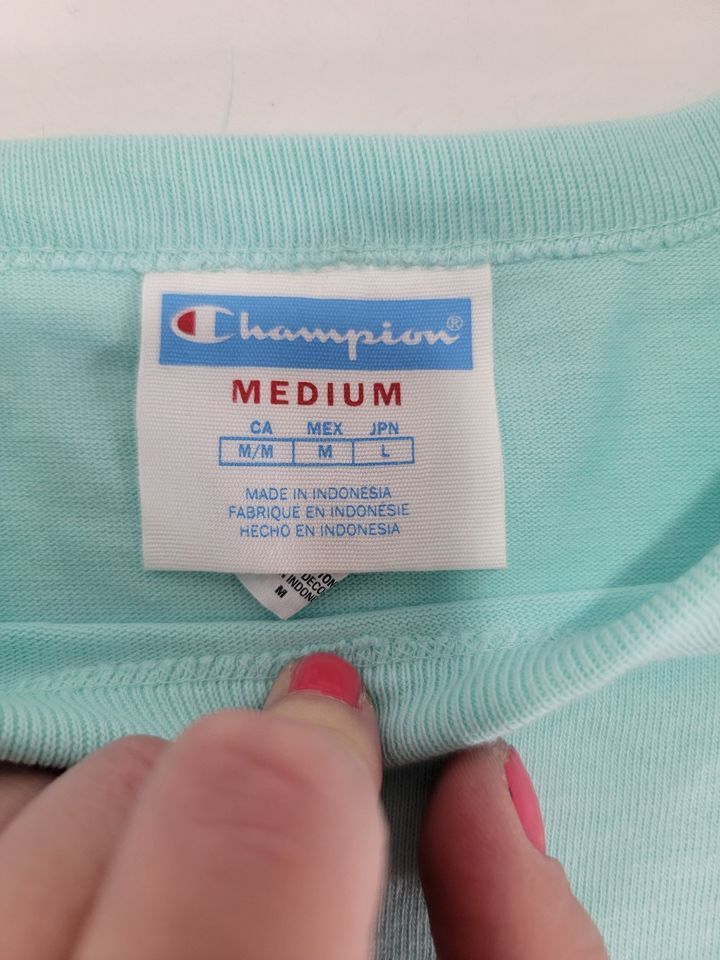 Champion®
MEDIUM
CA MEX JPN
M/M M L
MADE IN INDONESIA
FABRIQUÉ EN INDONÉSIE
HECHO EN INDONESIA
M